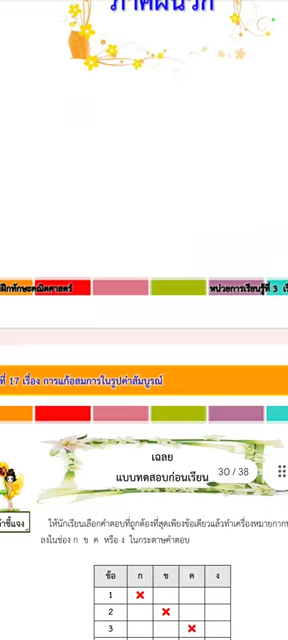 ภาคผนวก
ฝึกทักษะคณิตศาสตร์
หน่วยการเรียนรู้ที่ 3
ที่ 17 เรื่อง การแก้อสมการในรูปค่าสัมบูรณ์
เฉลย
แบบทดสอบก่อนเรียน
30 / 38
ชี้แจง
ให้นักเรียนเลือกคำตอบที่ถูกต้องที่สุดเพียงข้อเดียวแล้วทำเครื่องหมายกาก
ลงในช่อง ก ข ค หรือ ง ในกระดาษคำตอบ
ข้อ ก ข ค ง
1
2
3